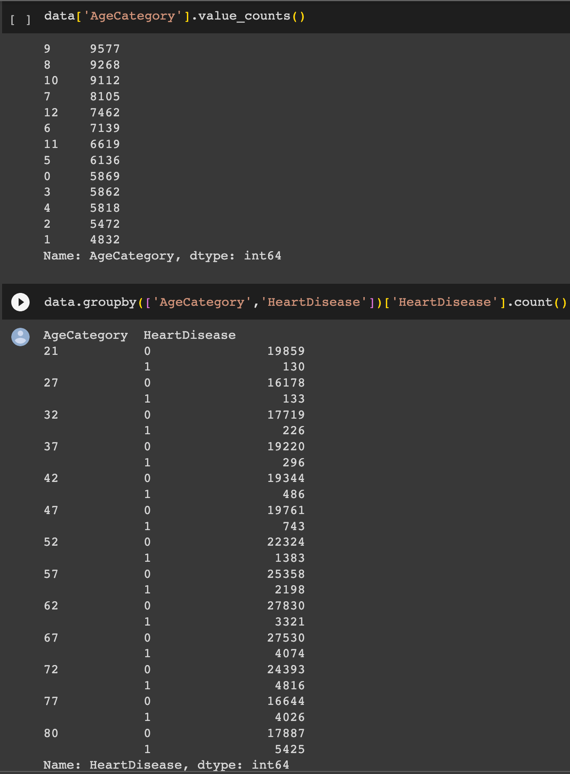 [ ] data['AgeCategory'].value_counts()
9 9577
8 9268
10 9112
7 8105
12 7462
6 7139
11 6619
5 6136
0 5869
3 5862
4 5818
2 5472
1 4832
Name: AgeCategory, dtype: int64
data.groupby(['AgeCategory','HeartDisease'])['HeartDisease'].count()
AgeCategory HeartDisease
21 0 19859
1 130
27 0 16178
1 133
32 0 17719
1 226
37 0 19220
1 296
42 0 19344
1 486
47 0 19761
1 743
52 0 22324
1 1383
57 0 25358
1 2198
62 0 27830
1 3321
67 0 27530
1 4074
72 0 24393
1 4816
77 0 16644
1 4026
80 0 17887
1 5425
Name: HeartDisease, dtype: int64